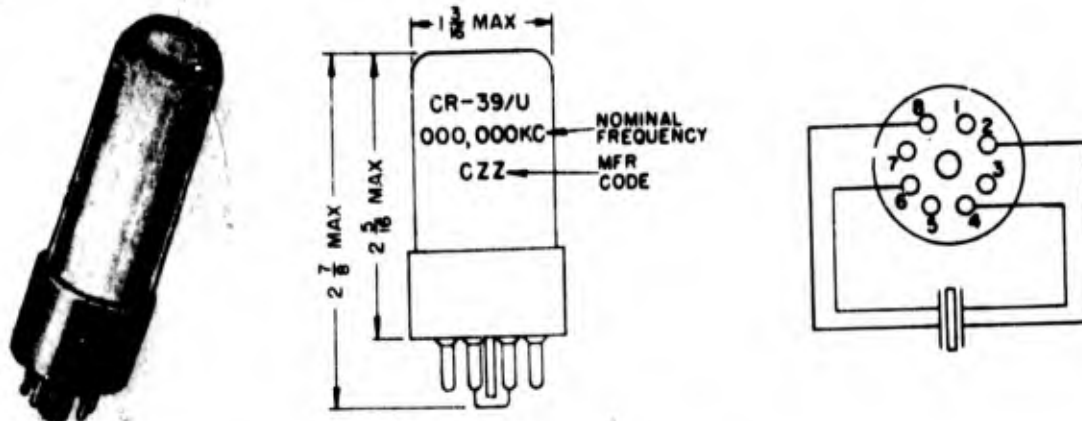 1 3/16 MAX
2 7/8 MAX
2 5/16 MAX
CR-39/U
000,000KC
NOMINAL FREQUENCY
CZZ
MFR CODE
8 1 2
7 3
6 5 4